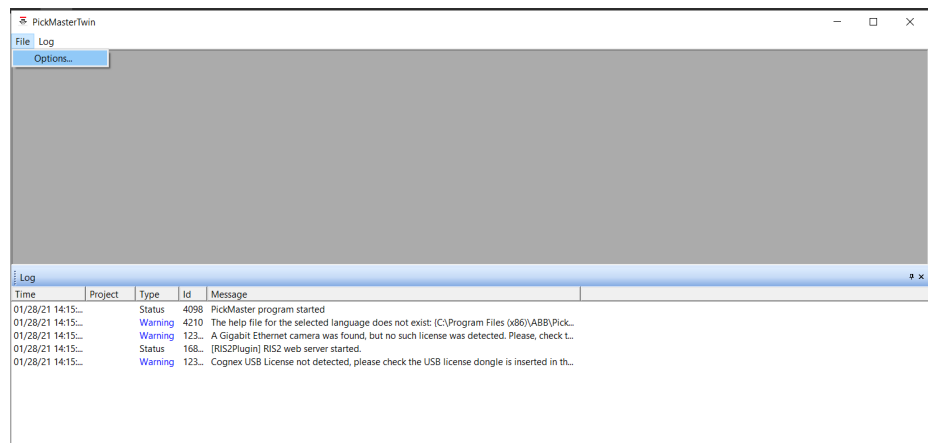 PickMasterTwin
File Log
Options...
Log
Time Project Type Id Message
01/28/21 14:15:... Status 4098 PickMaster program started
01/28/21 14:15:... Warning 4210 The help file for the selected language does not exist: [C:\Program Files (x86)\ABB\Pick...
01/28/21 14:15:... Warning 123... A Gigabit Ethernet camera was found, but no such license was detected. Please, check t...
01/28/21 14:15:... Status 168... [RIS2Plugin] RIS2 web server started.
01/28/21 14:15:... Warning 123... Cognex USB License not detected, please check the USB license dongle is inserted in th...